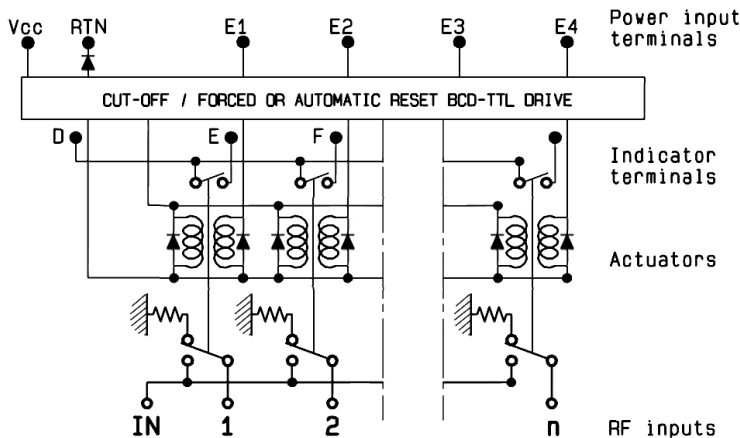 Vcc RTN E1 E2 E3 E4 Power input
terminals
CUT-OFF / FORCED OR AUTOMATIC RESET BCD-TTL DRIVE
D E F Indicator
terminals
Actuators
IN 1 2 n RF inputs